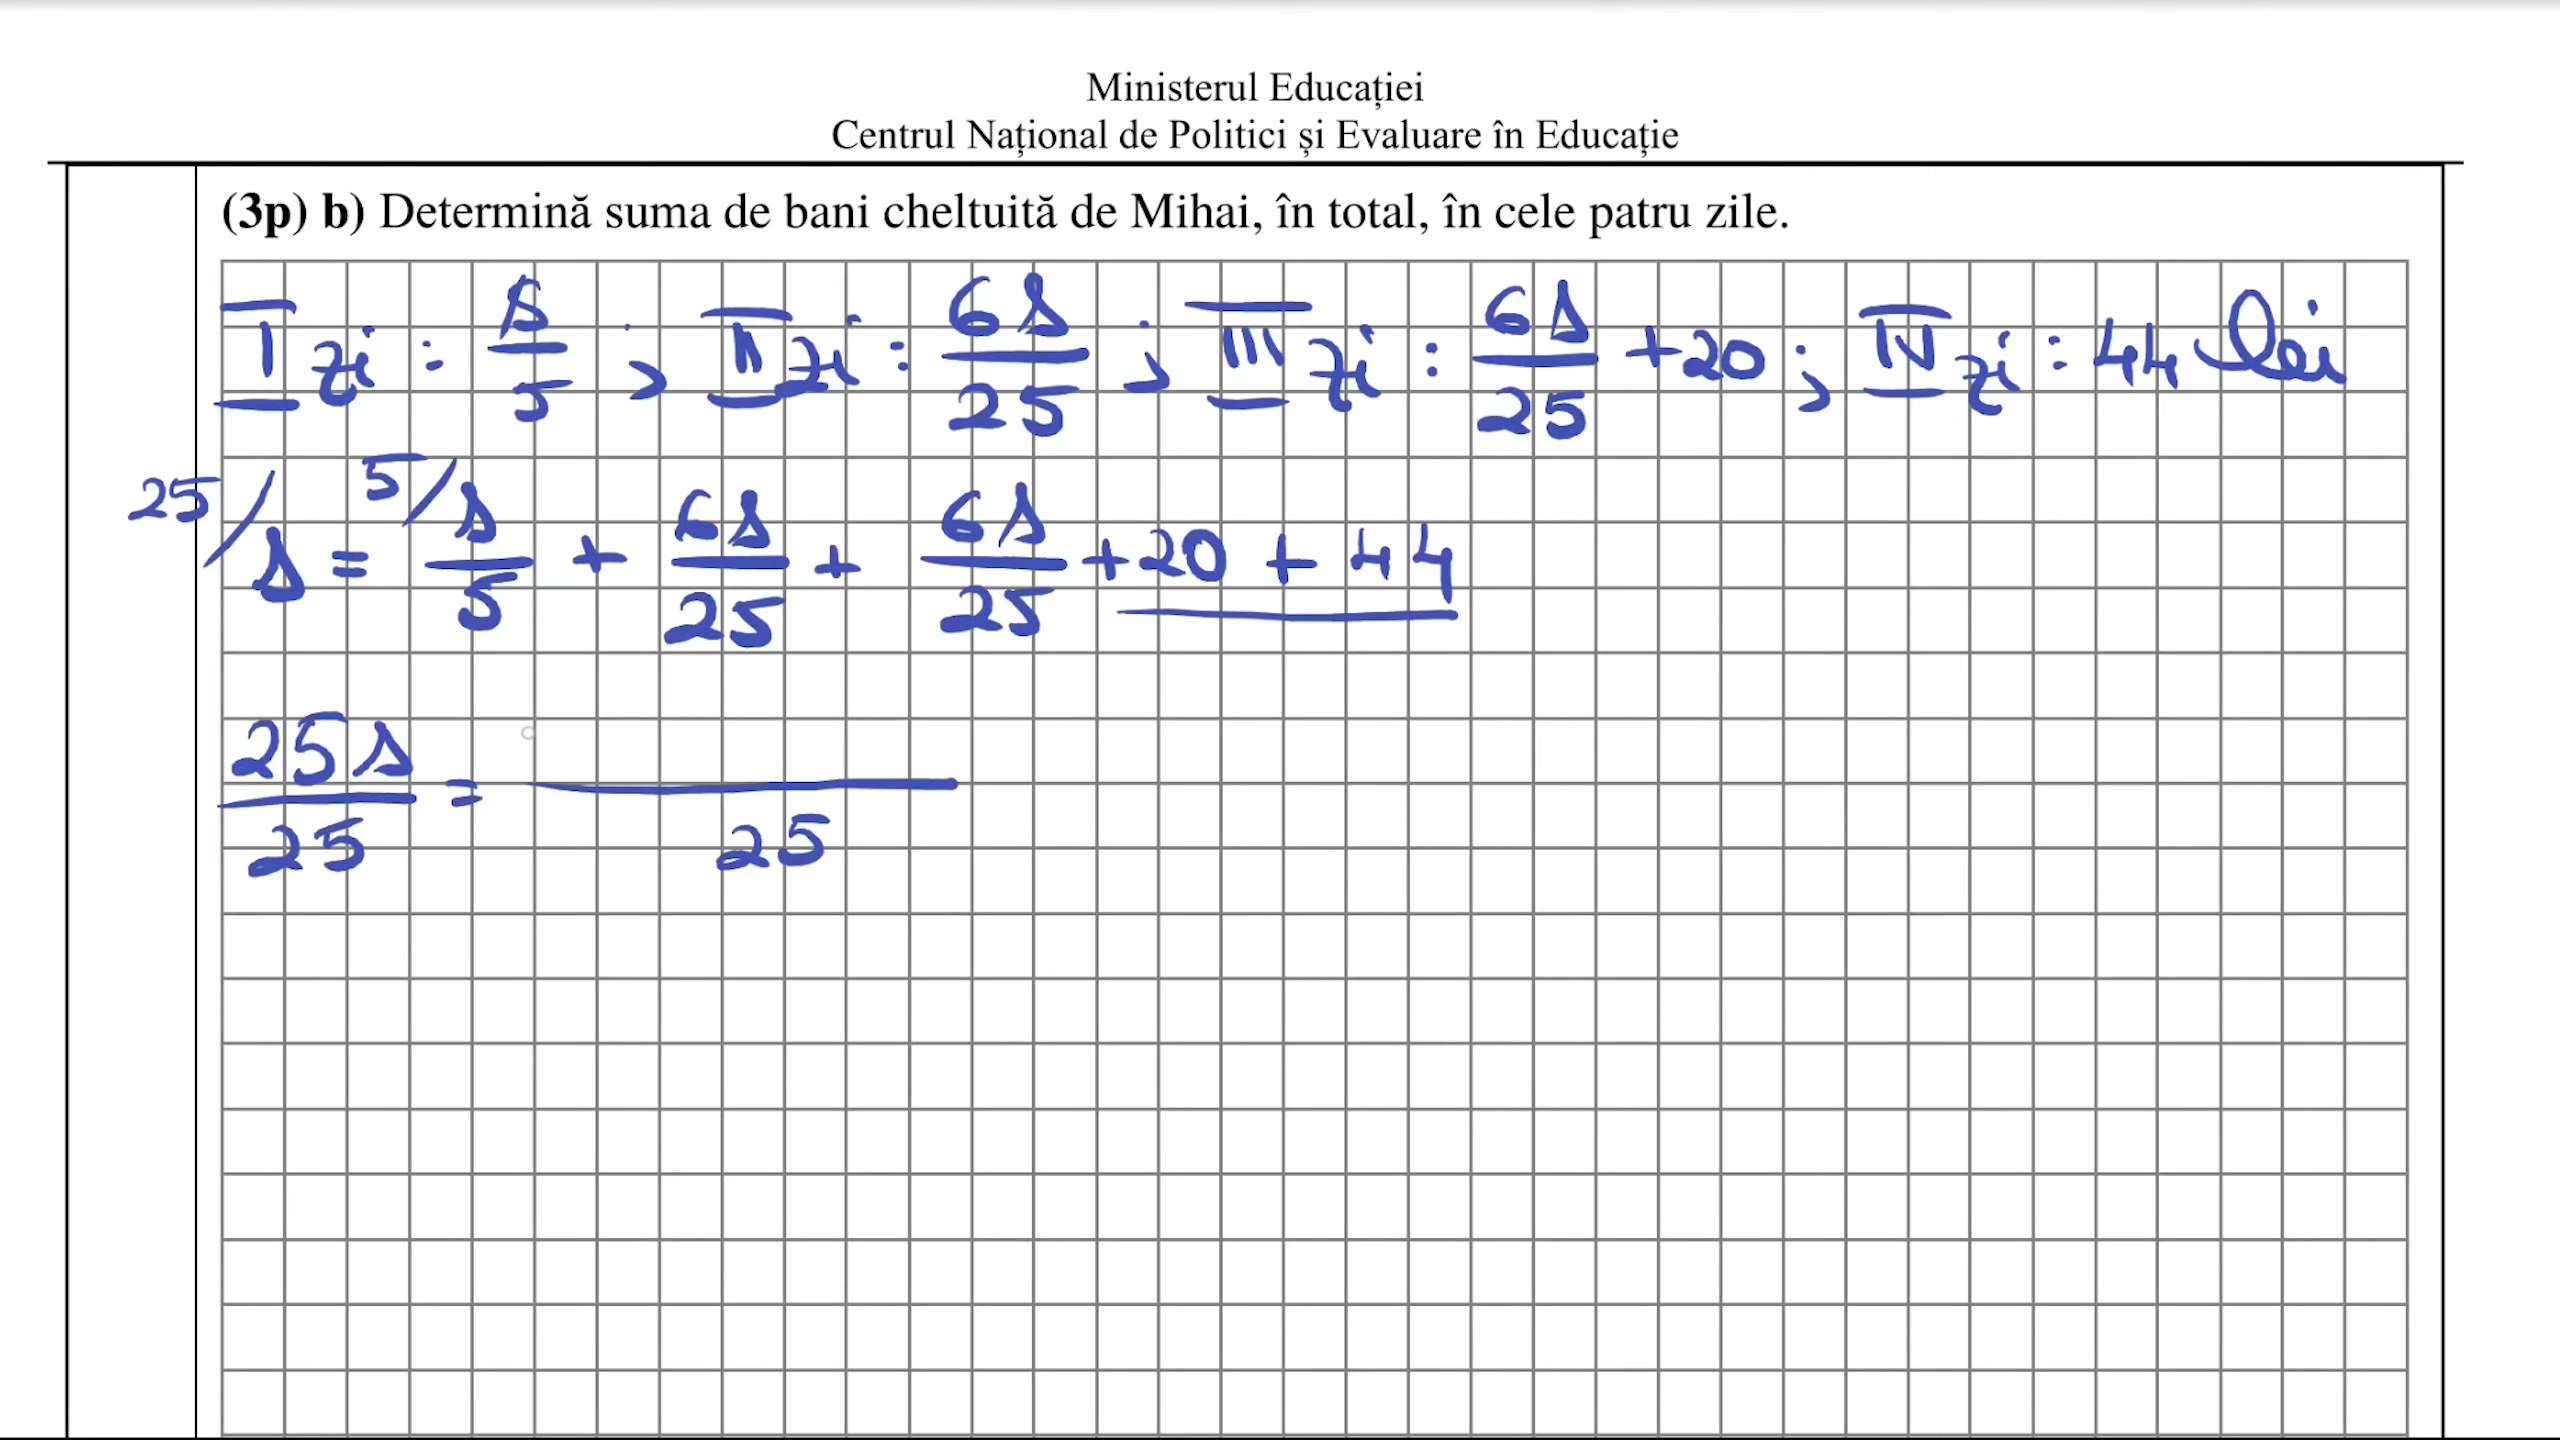 Ministerul Educației
Centrul Național de Politici și Evaluare în Educație
(3p) b) Determină suma de bani cheltuită de Mihai, în total, în cele patru zile.
I zi : s/5 ; II zi : 6s/25 ; III zi : 6s/25 +20 ; IV zi : 44 lei
25/ s = 5/ s/5 + 6s/25 + 6s/25 +20 + 44
25s/25 = /25